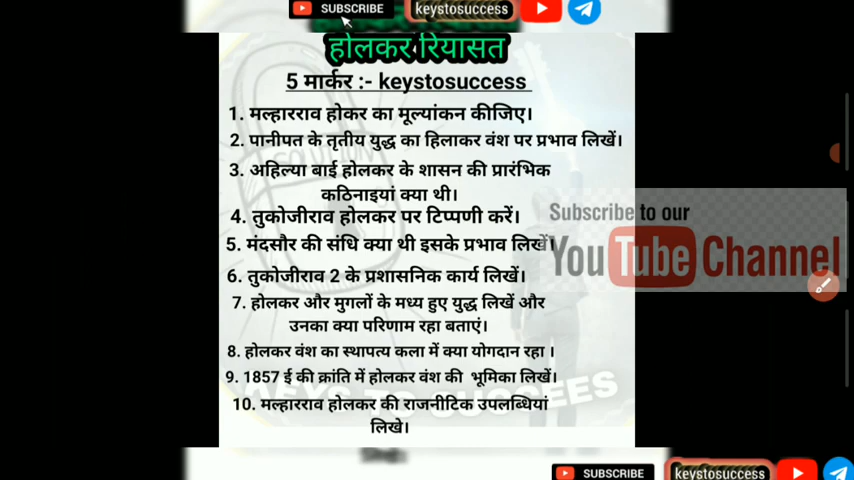 SUBSCRIBE keystosuccess
होलकर रियासत
5 मार्कर :- keystosuccess
1. मल्हारराव होकर का मूल्यांकन कीजिए।
2. पानीपत के तृतीय युद्ध का हिलाकर वंश पर प्रभाव लिखें।
3. अहिल्या बाई होलकर के शासन की प्रारंभिक
कठिनाइयां क्या थी।
4. तुकोजीराव होलकर पर टिप्पणी करें।
Subscribe to our
5. मंदसौर की संधि क्या थी इसके प्रभाव लिखें।
YouTube Channel
6. तुकोजीराव 2 के प्रशासनिक कार्य लिखें।
7. होलकर और मुगलों के मध्य हुए युद्ध लिखें और
उनका क्या परिणाम रहा बताएं।
8. होलकर वंश का स्थापत्य कला में क्या योगदान रहा ।
9. 1857 ई की क्रांति में होलकर वंश की भूमिका लिखें।
KEYS TO SUCCEES
10. मल्हारराव होलकर की राजनीटिक उपलब्धियां
लिखे।
SUBSCRIBE keystosuccess